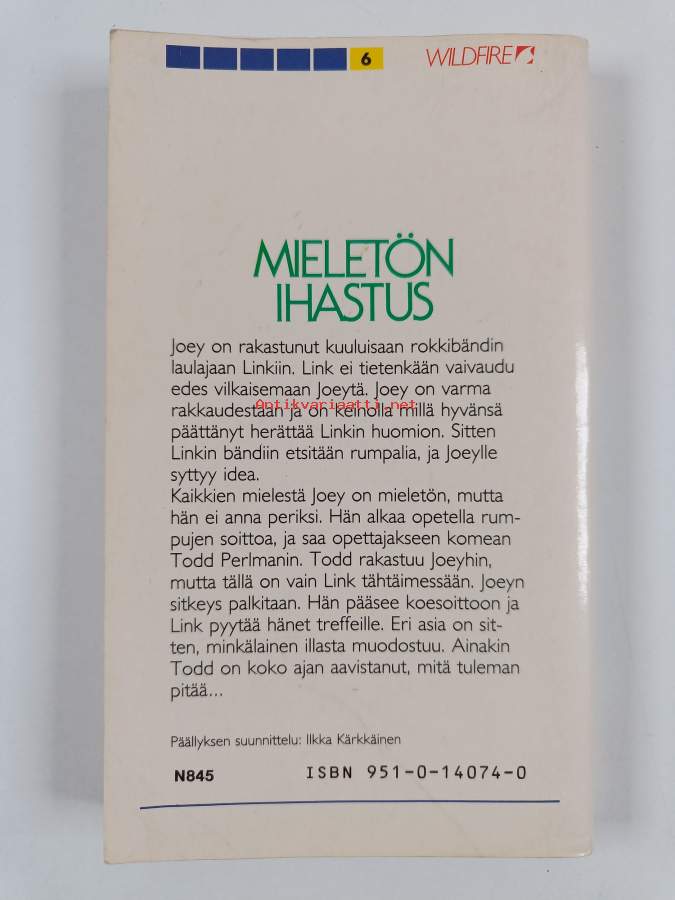 6 WILDFIRE
MIELETÖN
IHASTUS
Joey on rakastunut kuuluisaan rokkibändin
laulajaan Linkiin. Link ei tietenkään vaivaudu
edes vilkaisemaan Joeytä. Joey on varma
rakkaudestaan ja on keinolla millä hyvänsä
Antikvariaatti.net
päättänyt herättää Linkin huomion. Sitten
Linkin bändiin etsitään rumpalia, ja Joeylle
syttyy idea.
Kaikkien mielestä Joey on mieletön, mutta
hän ei anna periksi. Hän alkaa opetella rum-
pujen soittoa, ja saa opettajakseen komean
Todd Perlmanin. Todd rakastuu Joeyhin,
mutta tällä on vain Link tähtäimessään. Joeyn
sitkeys palkitaan. Hän pääsee koesoittoon ja
Link pyytää hänet treffeille. Eri asia on sit-
ten, minkälainen illasta muodostuu. Ainakin
Todd on koko ajan aavistanut, mitä tuleman
pitää...
Päällyksen suunnittelu: Ilkka Kärkkäinen
N845 ISBN 951-0-14074-0